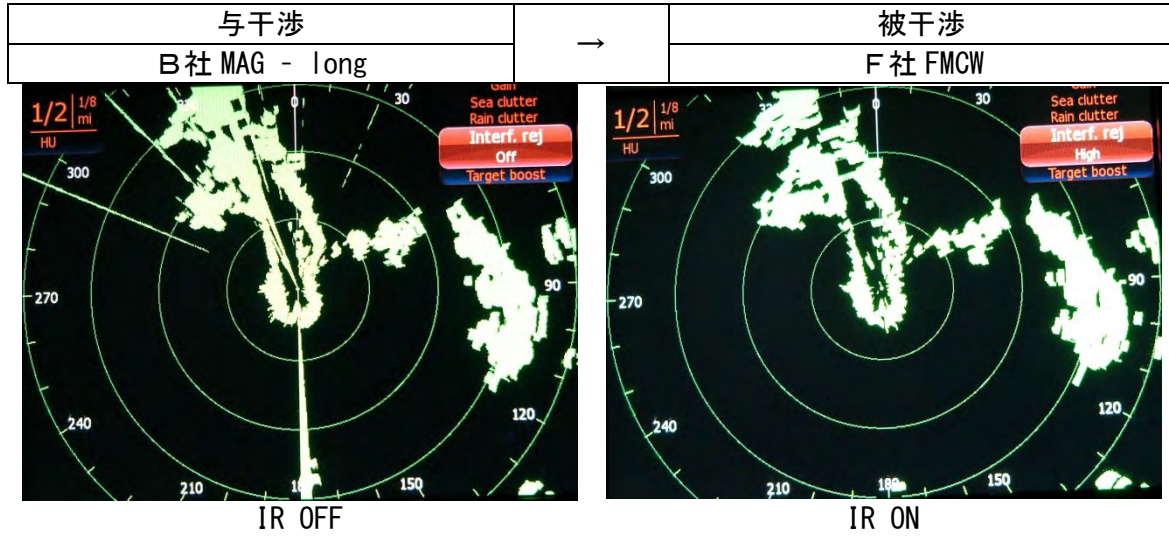 与干渉
→
被干渉
B社 MAG - long
F社 FMCW
1/2 1/8 mi
HU
Gain
Sea clutter
Rain clutter
Interf. rej
Off
Target boost
0
30
300
270
90
240
120
210
180
150
1/2 1/8 mi
HU
Sea clutter
Rain clutter
Interf. rej
High
Target boost
0
30
300
270
90
240
120
210
180
150
IR OFF
IR ON